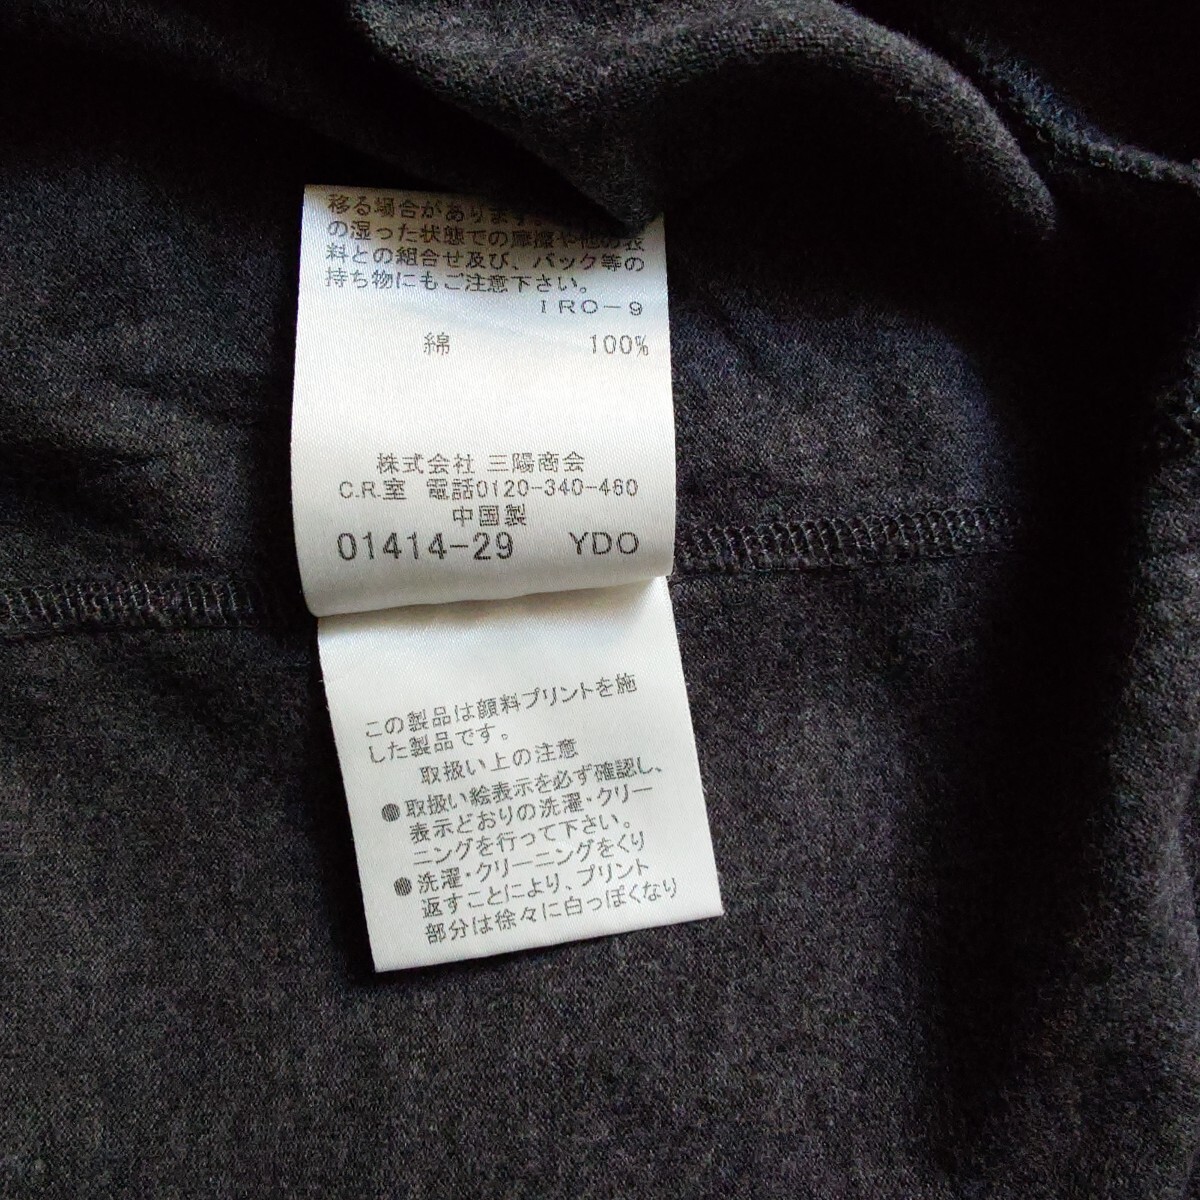 移る場合があります
の湿った状態での摩擦や他の衣
料との組合せ及び、バック等の
持ち物にもご注意下さい。
IRO-9
綿 100%
株式会社 三陽商会
C.R.室 電話0120-340-460
中国製
01414-29 YDO
この製品は顔料プリントを施
した製品です。
取扱い上の注意
●取扱い絵表示を必ず確認し、
表示どおりの洗濯・クリー
ニングを行って下さい。
●洗濯・クリーニングをくり
返すことにより、プリント
部分は徐々に白っぽくなり